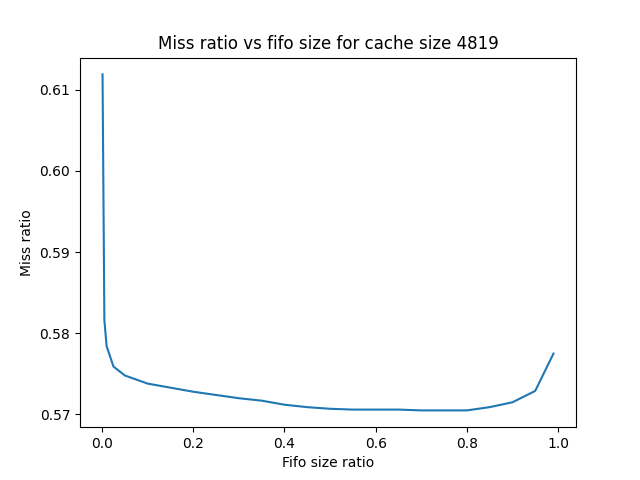 Miss ratio vs fifo size for cache size 4819
Miss ratio
0.61
0.60
0.59
0.58
0.57
0.0 0.2 0.4 0.6 0.8 1.0
Fifo size ratio